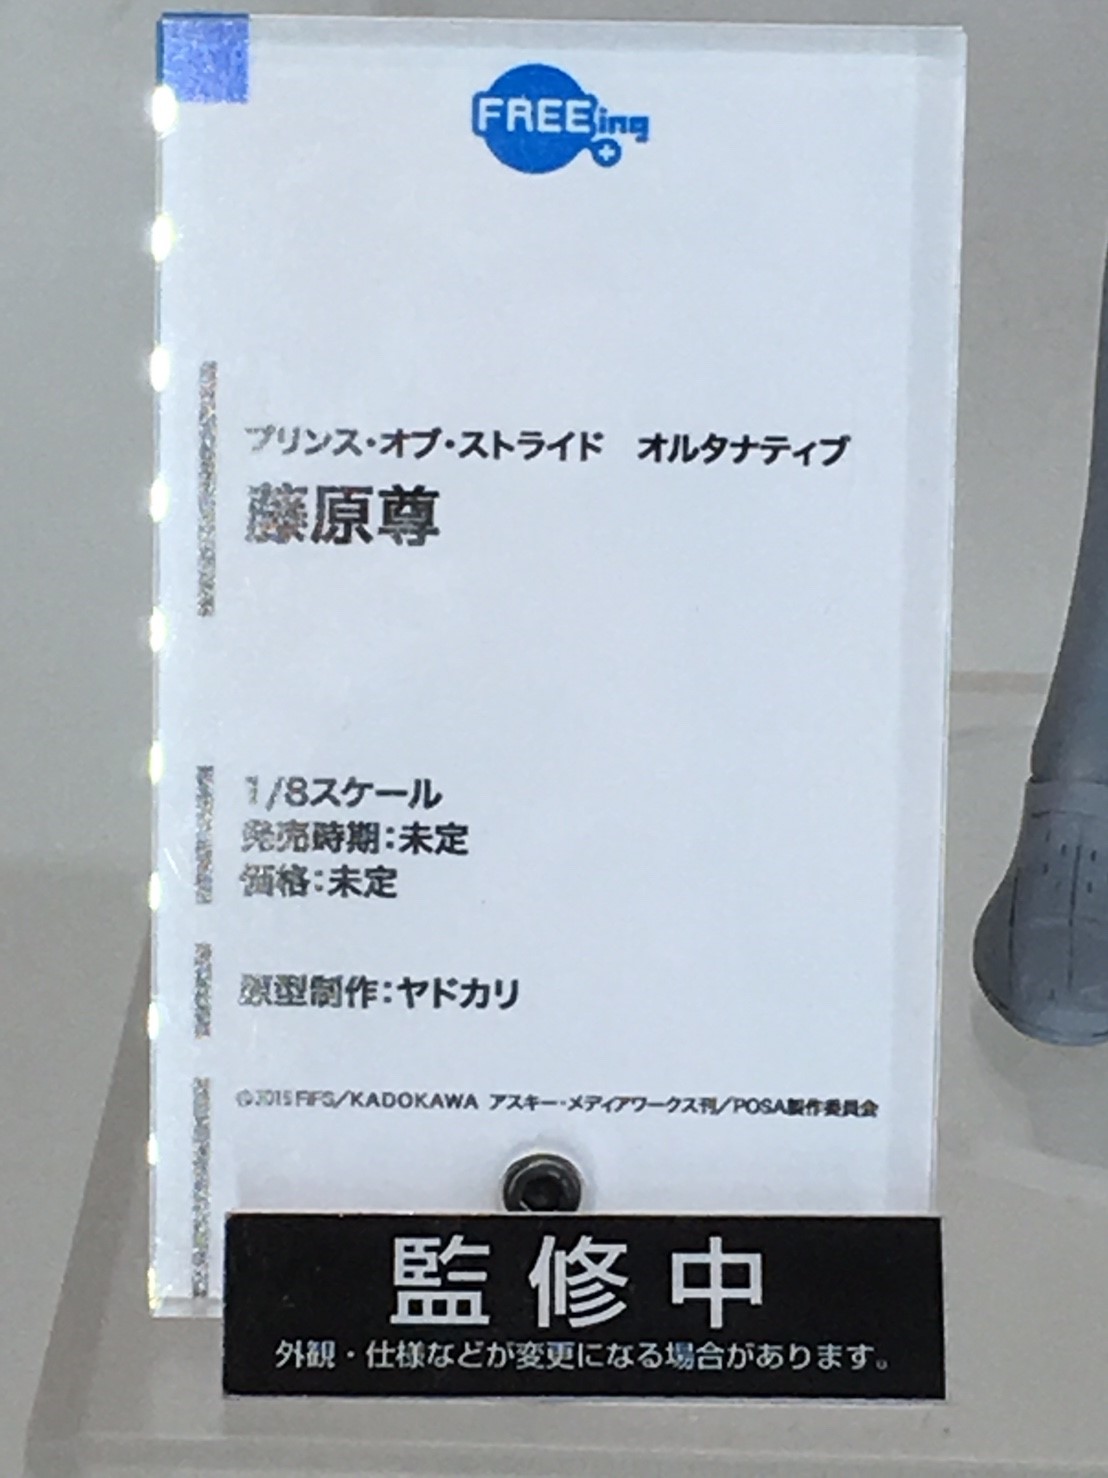 FREEing
プリンス・オブ・ストライド オルタナティブ
藤原尊
1/8スケール
発売時期：未定
価格：未定
原型制作：ヤドカリ
©2015 FiFS／KADOKAWA アスキー・メディアワークス刊／POSA製作委員会
監修中
外観・仕様などが変更になる場合があります。